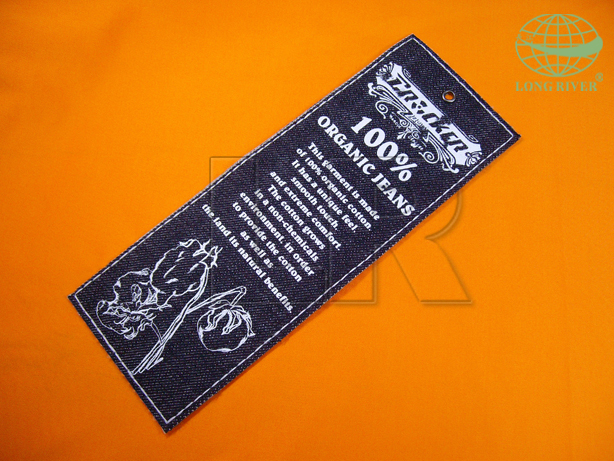 LONG RIVER®
100%
ORGANIC JEANS
This garment is made
of 100% organic cotton.
It has a unique feel,
smooth touch,
and extreme comfort.
The cotton grows
in a non-chemicals
environment, in order
to provide the cotton
as well as
the land its natural benefits.
LR